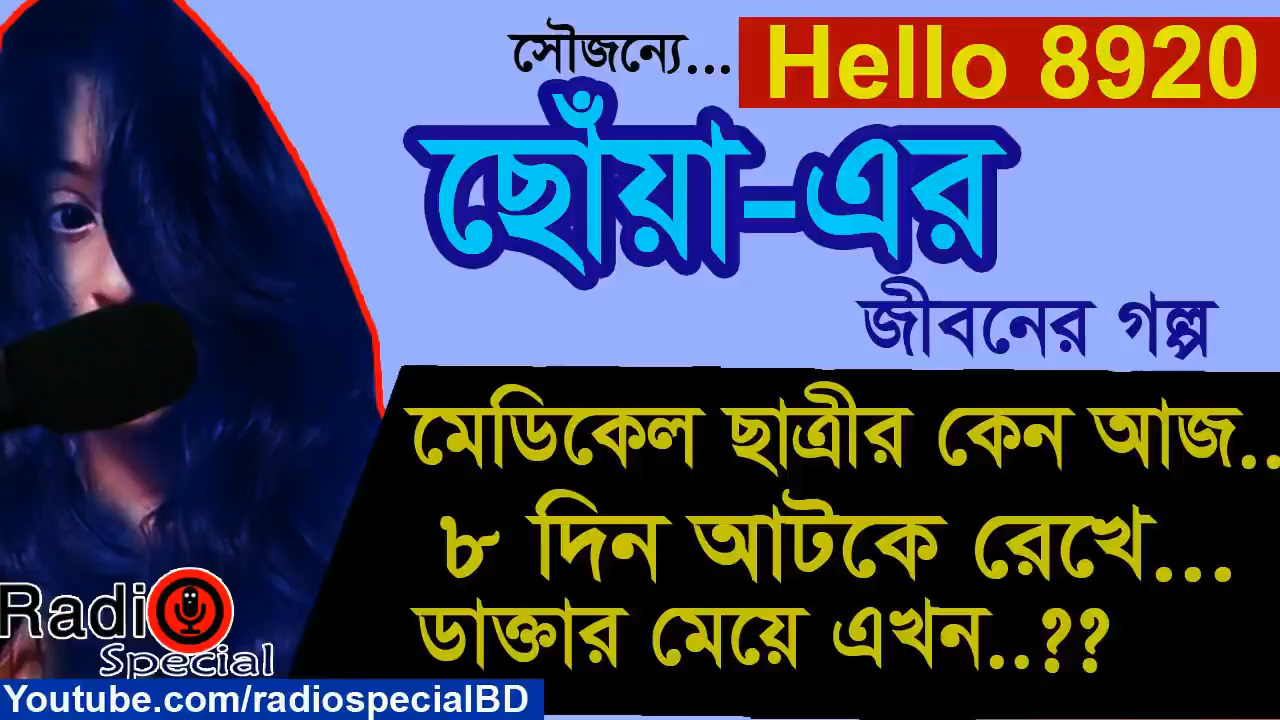 সৌজন্যে... Hello 8920
ছোঁয়া-এর
জীবনের গল্প
মেডিকেল ছাত্রীর কেন আজ..
৮ দিন আটকে রেখে...
ডাক্তার মেয়ে এখন..??
Radio
Special
Youtube.com/radiospecialBD